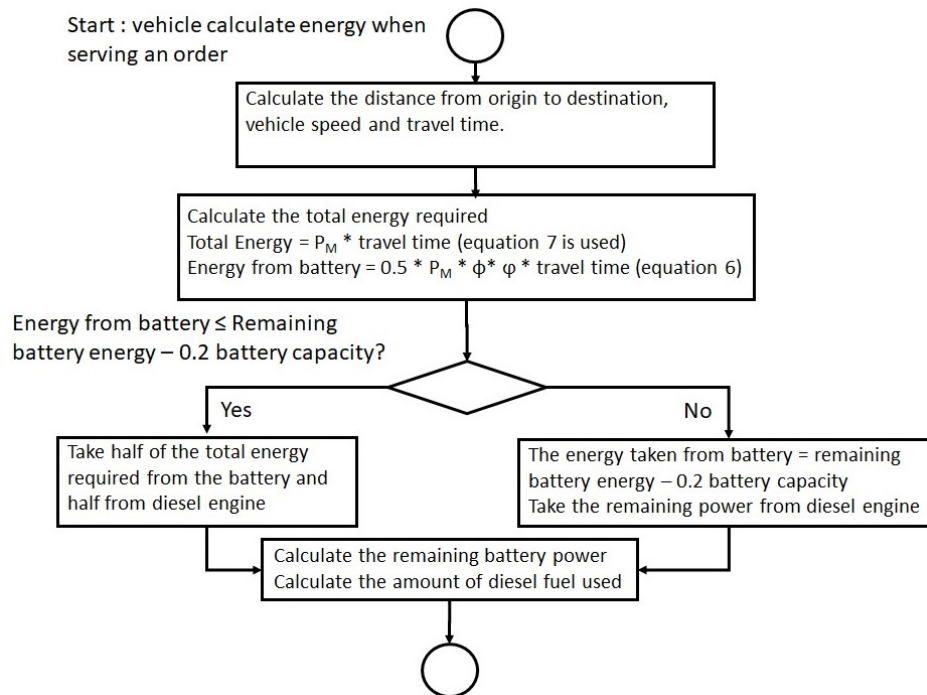 Start : vehicle calculate energy when
serving an order
Calculate the distance from origin to destination,
vehicle speed and travel time.
Calculate the total energy required
Total Energy = P_M * travel time (equation 7 is used)
Energy from battery = 0.5 * P_M * ϕ* φ * travel time (equation 6)
Energy from battery ≤ Remaining
battery energy – 0.2 battery capacity?
Yes
No
Take half of the total energy
required from the battery and
half from diesel engine
The energy taken from battery = remaining
battery energy – 0.2 battery capacity
Take the remaining power from diesel engine
Calculate the remaining battery power
Calculate the amount of diesel fuel used